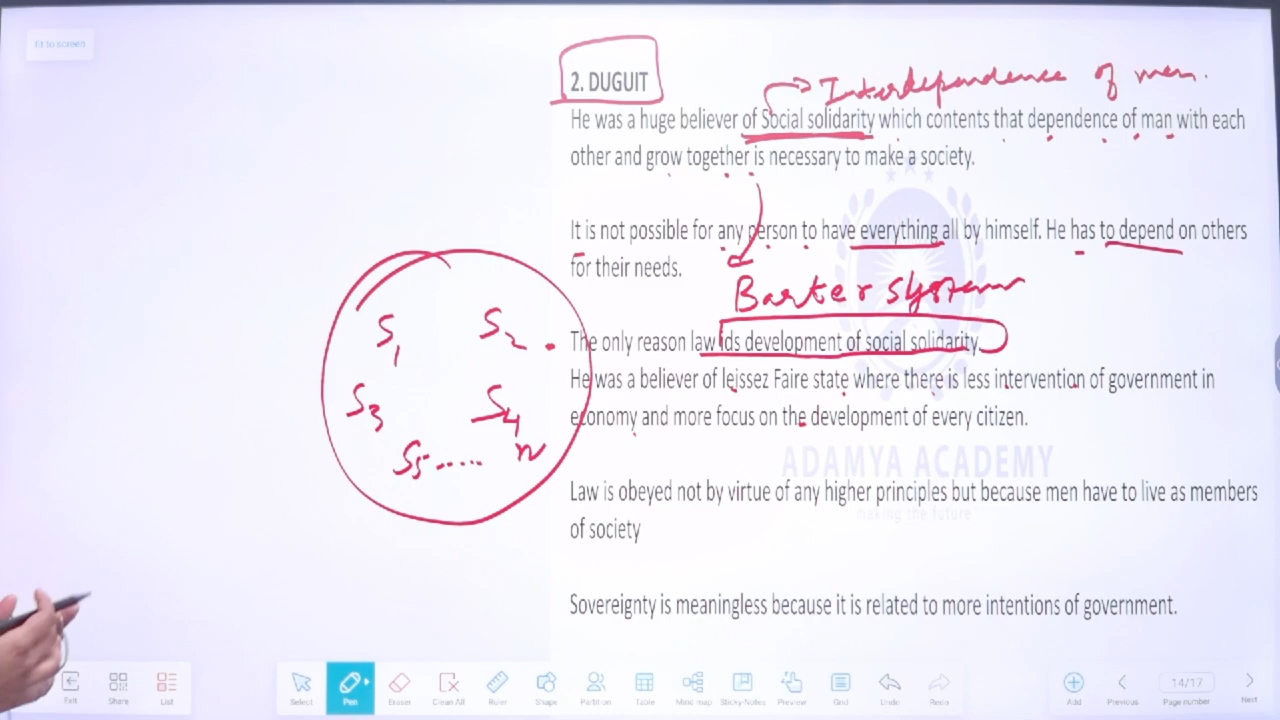 fit to screen
2. DUGUIT
Interdependence of men.
He was a huge believer of Social solidarity which contents that dependence of man with each
other and grow together is necessary to make a society.
It is not possible for any person to have everything all by himself. He has to depend on others
for their needs.
Barter System
The only reason law ids development of social solidarity.
He was a believer of leissez Faire state where there is less intervention of government in
economy and more focus on the development of every citizen.
S1 S2
S3 S4
S5..... n
ADAMYA ACADEMY
making the future
Law is obeyed not by virtue of any higher principles but because men have to live as members
of society
Sovereignty is meaningless because it is related to more intentions of government.
Exit Share List Select Pen Eraser Clean All Ruler Shape Partition Table Mind map Sticky-Notes Preview Grid Undo Redo Add Previous 14/17 Page number Next